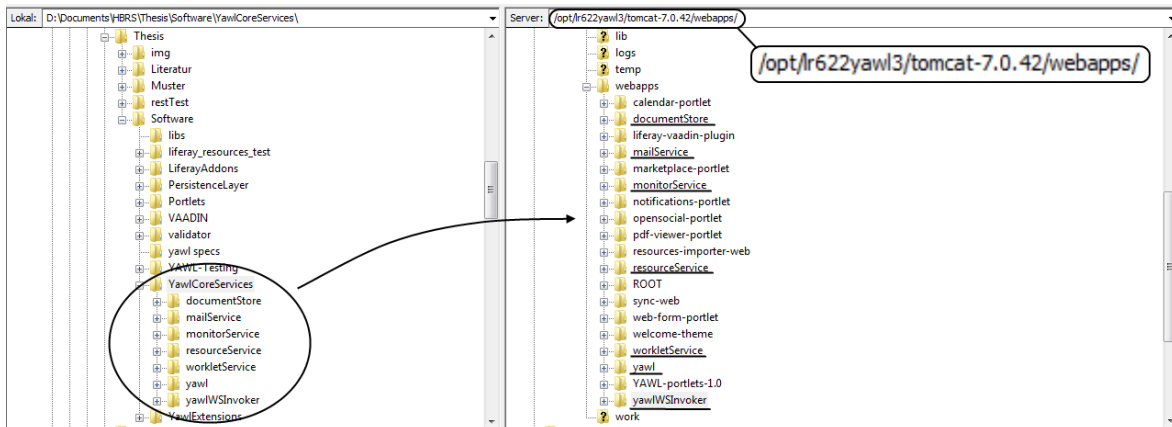 Lokal: D:\Documents\HBRS\Thesis\Software\YawlCoreServices\
Thesis
img
Literatur
Muster
restTest
Software
libs
liferay_resources_test
LiferayAddons
PersistenceLayer
Portlets
VAADIN
validator
yawl specs
YAWL-Testing
YawlCoreServices
documentStore
mailService
monitorService
resourceService
workletService
yawl
yawlWSInvoker
YawlExtensions
Server: /opt/lr622yawl3/tomcat-7.0.42/webapps/
/opt/lr622yawl3/tomcat-7.0.42/webapps/
lib
logs
temp
webapps
calendar-portlet
documentStore
liferay-vaadin-plugin
mailService
marketplace-portlet
monitorService
notifications-portlet
opensocial-portlet
pdf-viewer-portlet
resources-importer-web
resourceService
ROOT
sync-web
web-form-portlet
welcome-theme
workletService
yawl
YAWL-portlets-1.0
yawlWSInvoker
work